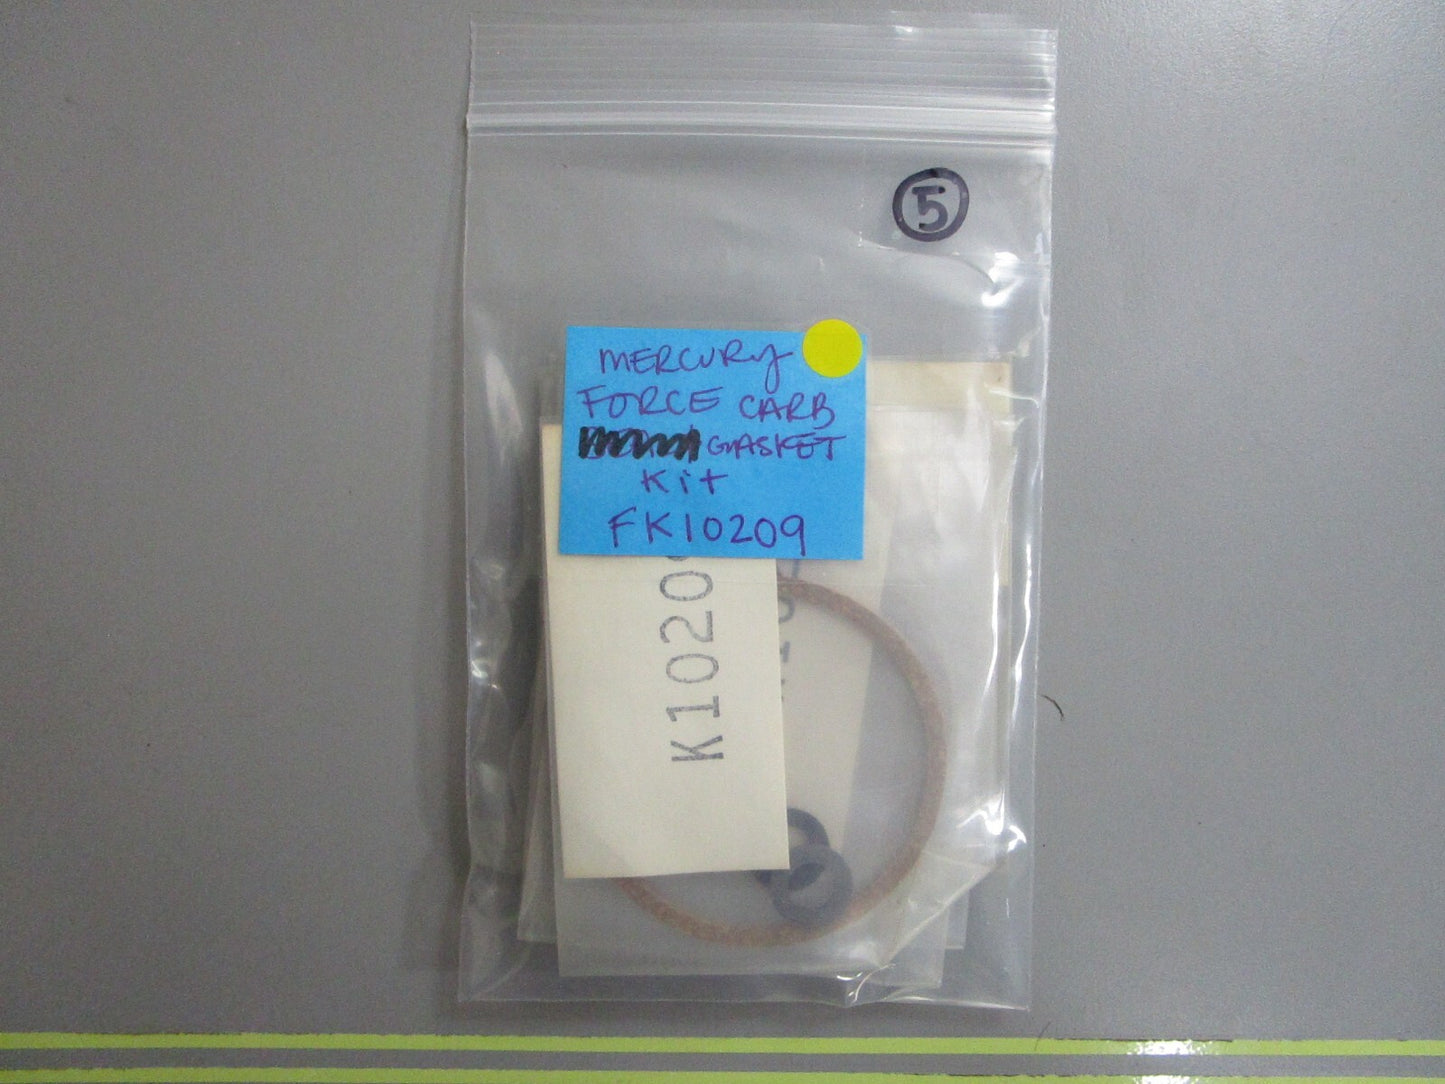 5
MERCURY
FORCE CARB
GASKET
Kit
FK10209
K1020